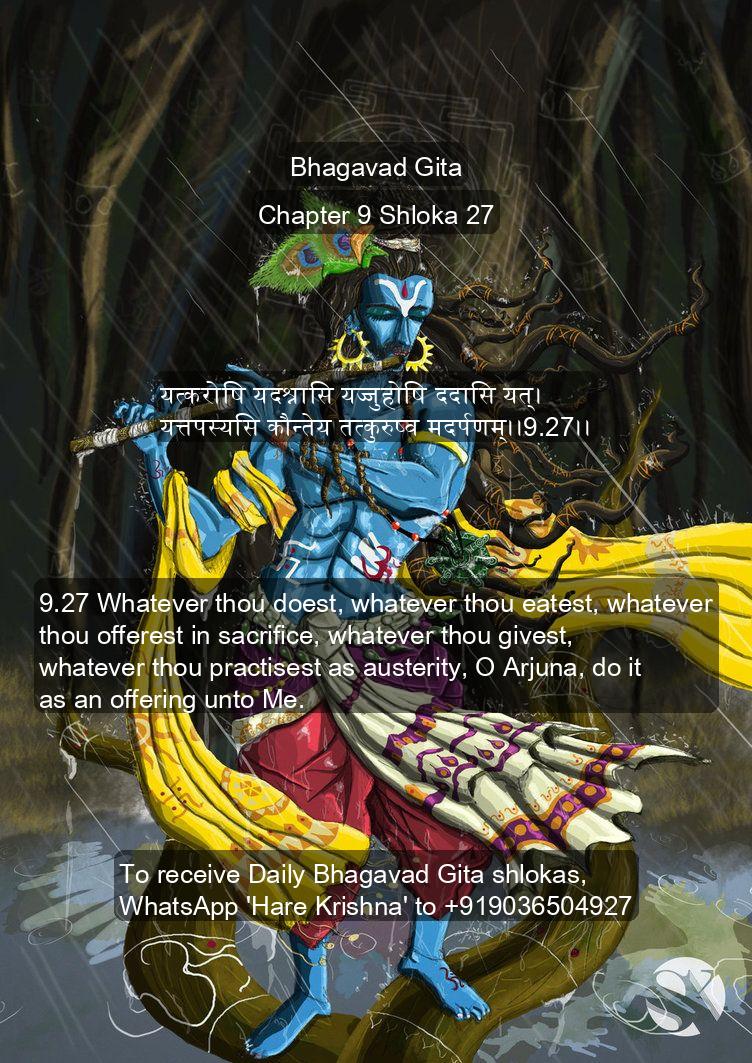 Bhagavad Gita
Chapter 9 Shloka 27
यत्करोषि यदश्नासि यज्जुहोषि ददासि यत्।
यत्तपस्यसि कौन्तेय तत्कुरुष्व मदर्पणम्।।9.27।।
9.27 Whatever thou doest, whatever thou eatest, whatever
thou offerest in sacrifice, whatever thou givest,
whatever thou practisest as austerity, O Arjuna, do it
as an offering unto Me.
To receive Daily Bhagavad Gita shlokas,
WhatsApp 'Hare Krishna' to +919036504927